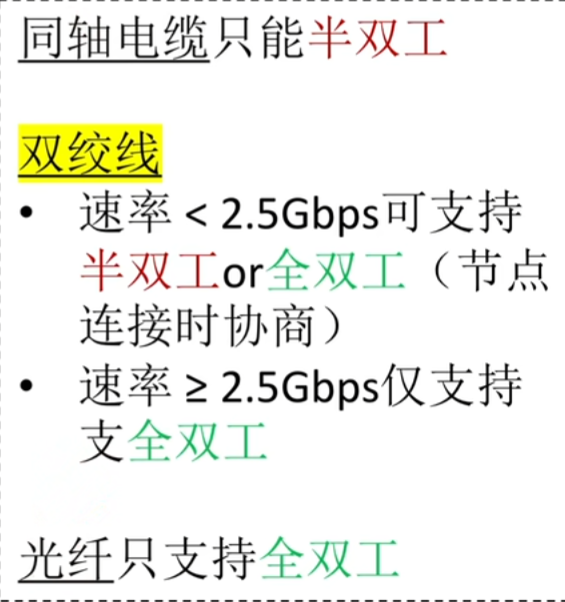 同轴电缆只能半双工
双绞线
• 速率 < 2.5Gbps可支持
半双工or全双工（节点
连接时协商）
• 速率 ≥ 2.5Gbps仅支持
支全双工
光纤只支持全双工